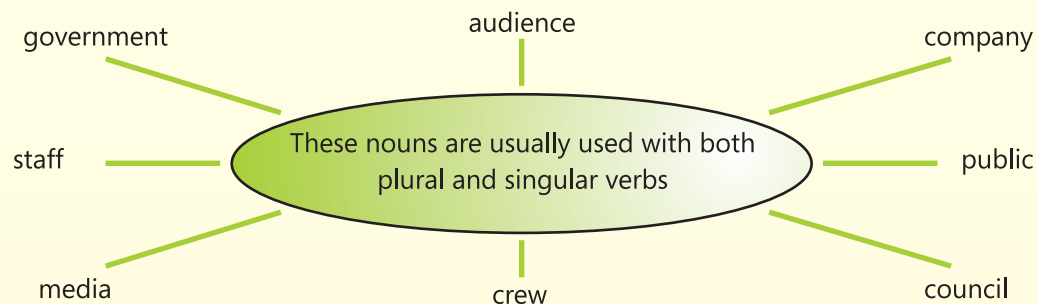 government
audience
company
staff
These nouns are usually used with both
plural and singular verbs
public
media
crew
council